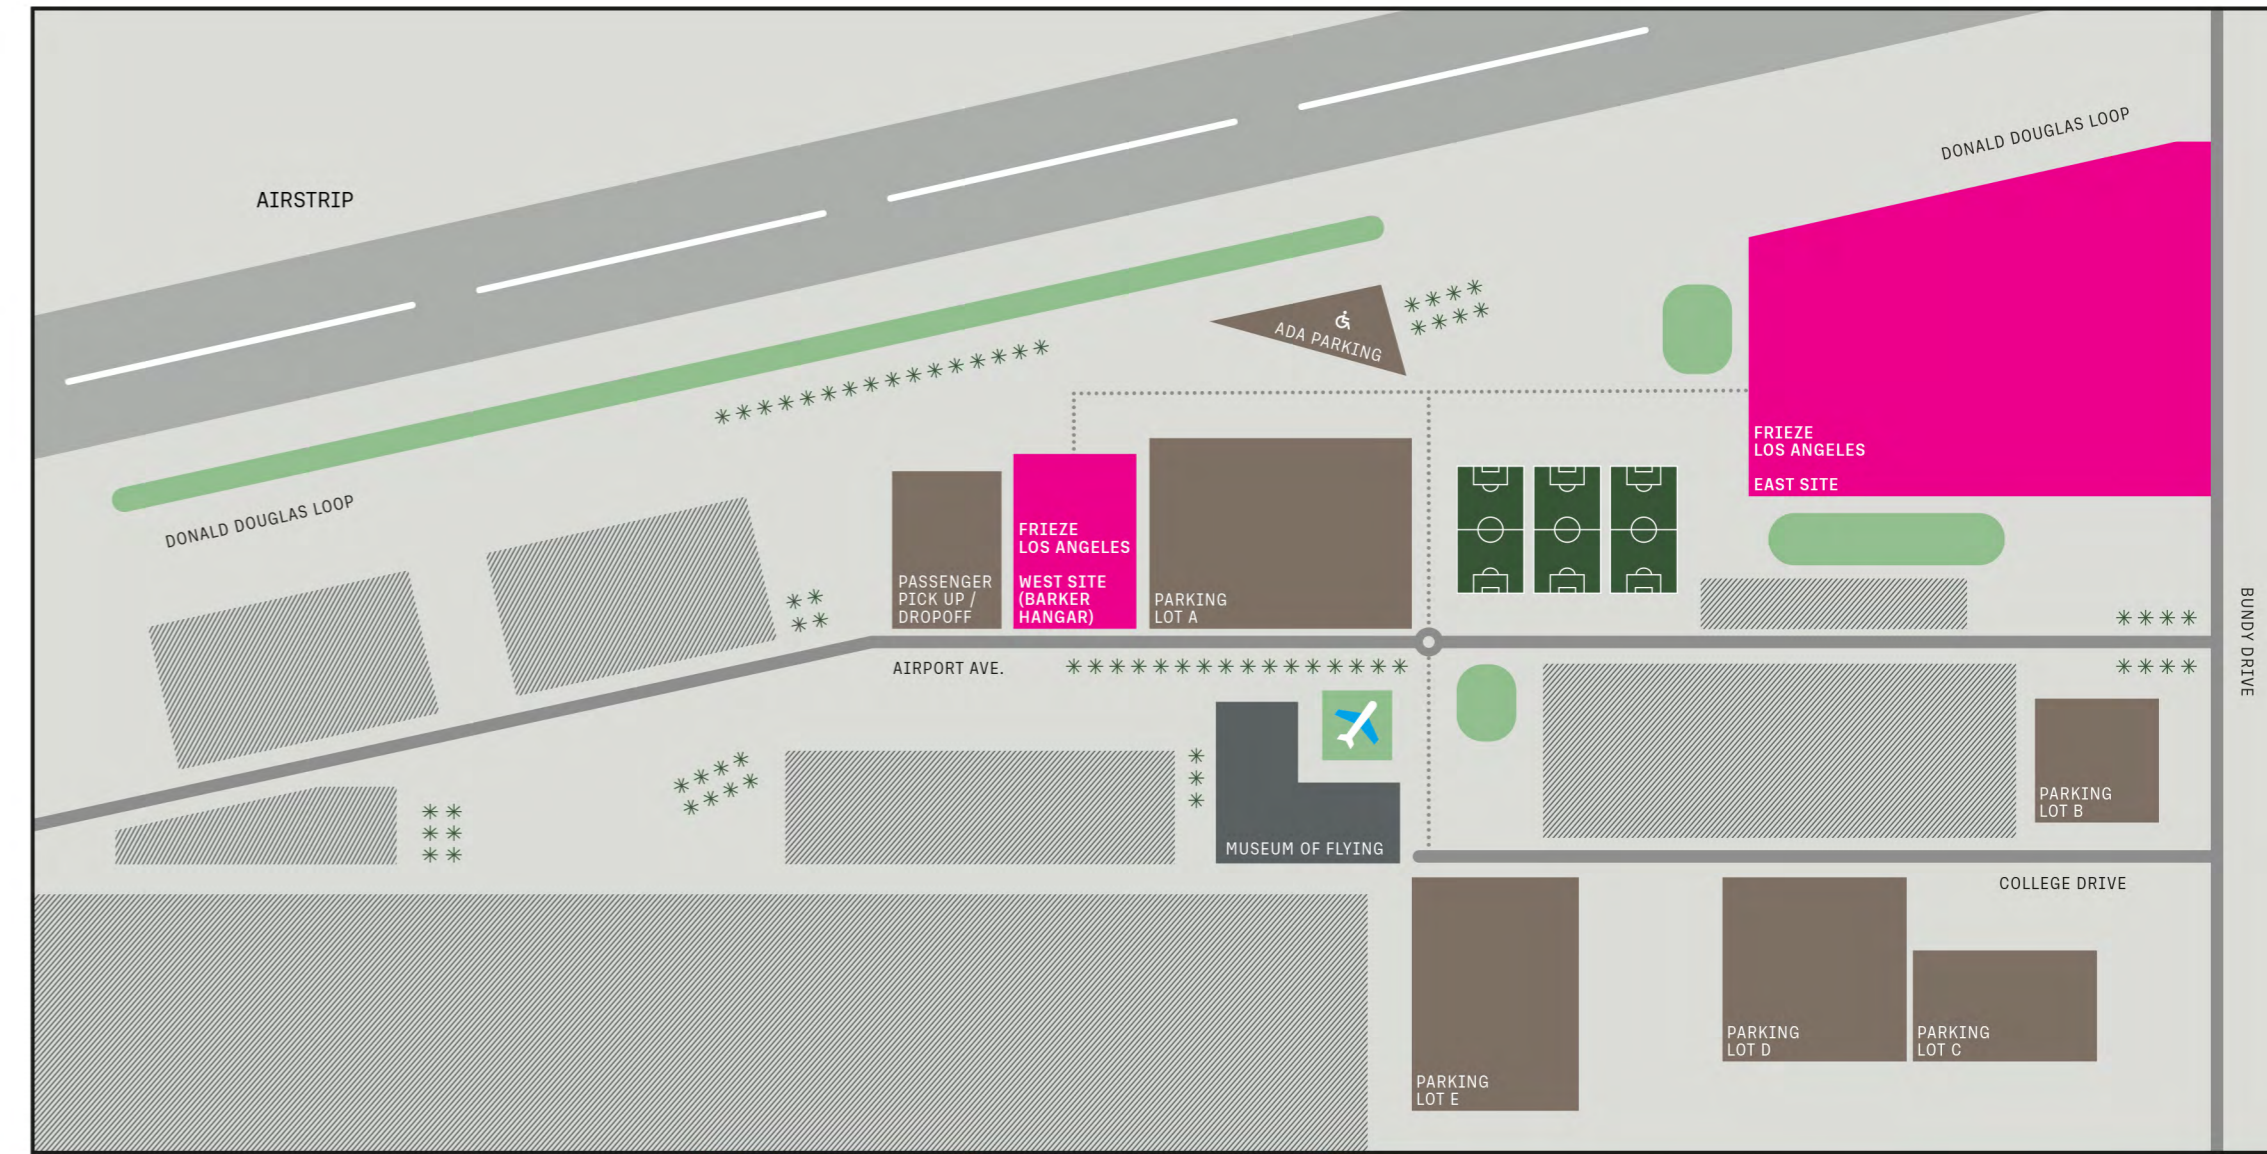 DONALD DOUGLAS LOOP
AIRSTRIP
ADA PARKING
FRIEZE
LOS ANGELES
EAST SITE
DONALD DOUGLAS LOOP
PASSENGER
PICK UP /
DROPOFF
FRIEZE
LOS ANGELES
WEST SITE
(BARKER
HANGAR)
PARKING
LOT A
BUNDY DRIVE
AIRPORT AVE.
PARKING
LOT B
MUSEUM OF FLYING
COLLEGE DRIVE
PARKING
LOT D
PARKING
LOT C
PARKING
LOT E